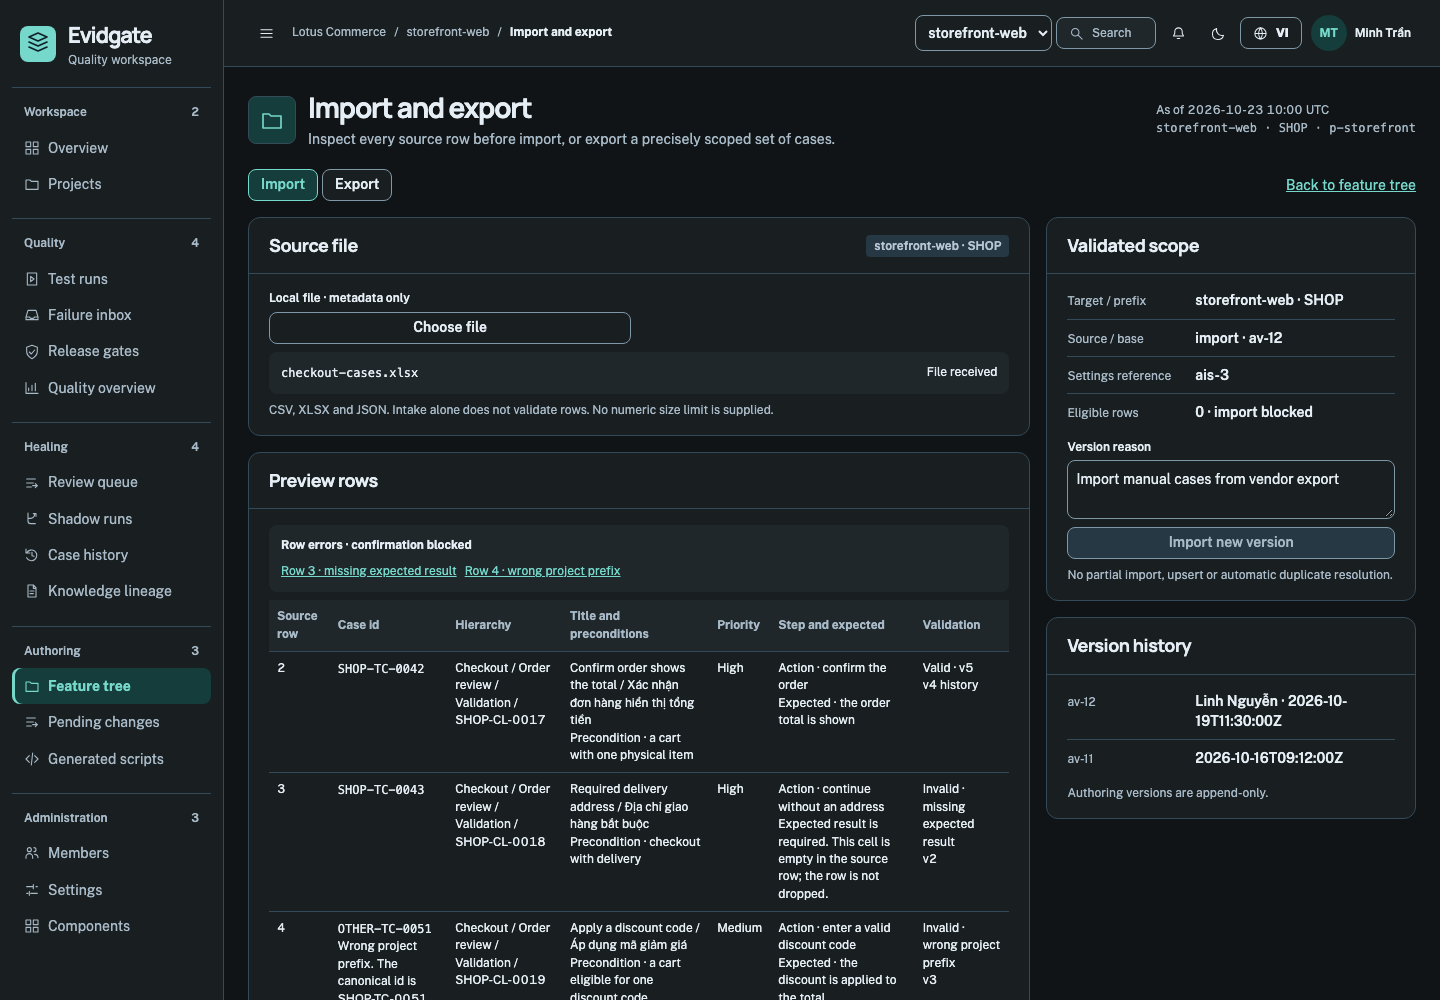 Evidgate
Quality workspace
Workspace 2
Overview
Projects
Quality 4
Test runs
Failure inbox
Release gates
Quality overview
Healing 4
Review queue
Shadow runs
Case history
Knowledge lineage
Authoring 3
Feature tree
Pending changes
Generated scripts
Administration 3
Members
Settings
Components
Lotus Commerce / storefront-web / Import and export
storefront-web
Search
VI
MT
Minh Trần
Import and export
Inspect every source row before import, or export a precisely scoped set of cases.
As of 2026-10-23 10:00 UTC
storefront-web · SHOP · p-storefront
Import
Export
Back to feature tree
Source file
storefront-web · SHOP
Local file · metadata only
Choose file
checkout-cases.xlsx
File received
CSV, XLSX and JSON. Intake alone does not validate rows. No numeric size limit is supplied.
Preview rows
Row errors · confirmation blocked
Row 3 · missing expected result Row 4 · wrong project prefix
Source row
Case id
Hierarchy
Title and preconditions
Priority
Step and expected
Validation
2
SHOP-TC-0042
Checkout / Order
review /
Validation /
SHOP-CL-0017
Confirm order shows
the total / Xác nhận
đơn hàng hiển thị tổng
tiền
Precondition · a cart
with one physical item
High
Action · confirm the
order
Expected · the order
total is shown
Valid · v5
v4 history
3
SHOP-TC-0043
Checkout / Order
review /
Validation /
SHOP-CL-0018
Required delivery
address / Địa chỉ giao
hàng bắt buộc
Precondition · checkout
with delivery
High
Action · continue
without an address
Expected result is
required. This cell is
empty in the source
row; the row is not
dropped.
Invalid ·
missing
expected
result
v2
4
OTHER-TC-0051
Wrong project
prefix. The
canonical id is
SHOP-TC-0051
Checkout / Order
review /
Validation /
SHOP-CL-0019
Apply a discount code /
Áp dụng mã giảm giá
Precondition · a cart
eligible for one
discount code
Medium
Action · enter a valid
discount code
Expected · the
discount is applied to
the total
Invalid ·
wrong project
prefix
v3
Validated scope
Target / prefix storefront-web · SHOP
Source / base import · av-12
Settings reference ais-3
Eligible rows 0 · import blocked
Version reason
Import manual cases from vendor export
Import new version
No partial import, upsert or automatic duplicate resolution.
Version history
av-12 Linh Nguyễn · 2026-10-
19T11:30:00Z
av-11 2026-10-16T09:12:00Z
Authoring versions are append-only.